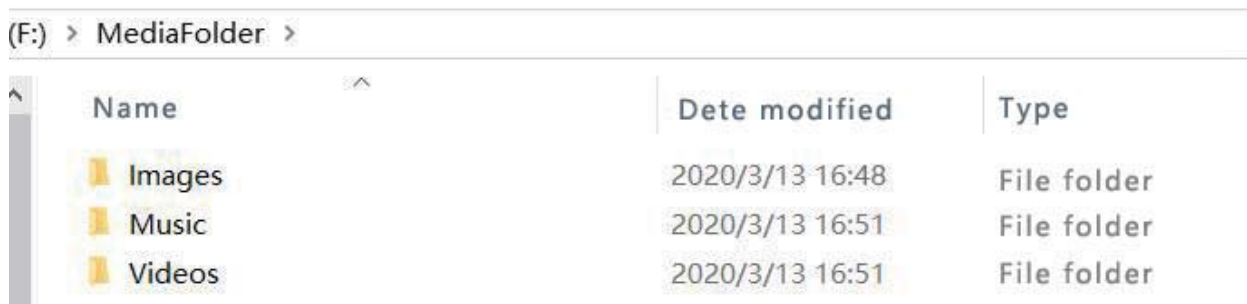 (F:) > MediaFolder >
Name Dete modified Type
Images 2020/3/13 16:48 File folder
Music 2020/3/13 16:51 File folder
Videos 2020/3/13 16:51 File folder